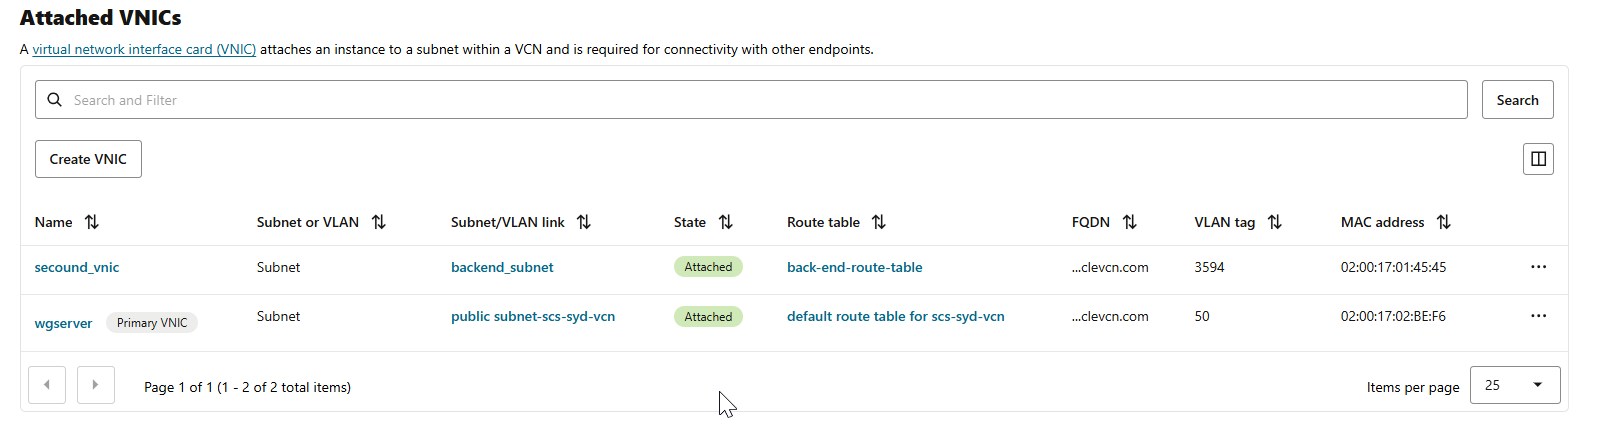 Attached VNICs
A virtual network interface card (VNIC) attaches an instance to a subnet within a VCN and is required for connectivity with other endpoints.
Search and Filter Search
Create VNIC
Name Subnet or VLAN Subnet/VLAN link State Route table FQDN VLAN tag MAC address
secound_vnic Subnet backend_subnet Attached back-end-route-table ...clevcn.com 3594 02:00:17:01:45:45 ...
wgserver Primary VNIC Subnet public subnet-scs-syd-vcn Attached default route table for scs-syd-vcn ...clevcn.com 50 02:00:17:02:BE:F6 ...
Page 1 of 1 (1 - 2 of 2 total items) Items per page 25